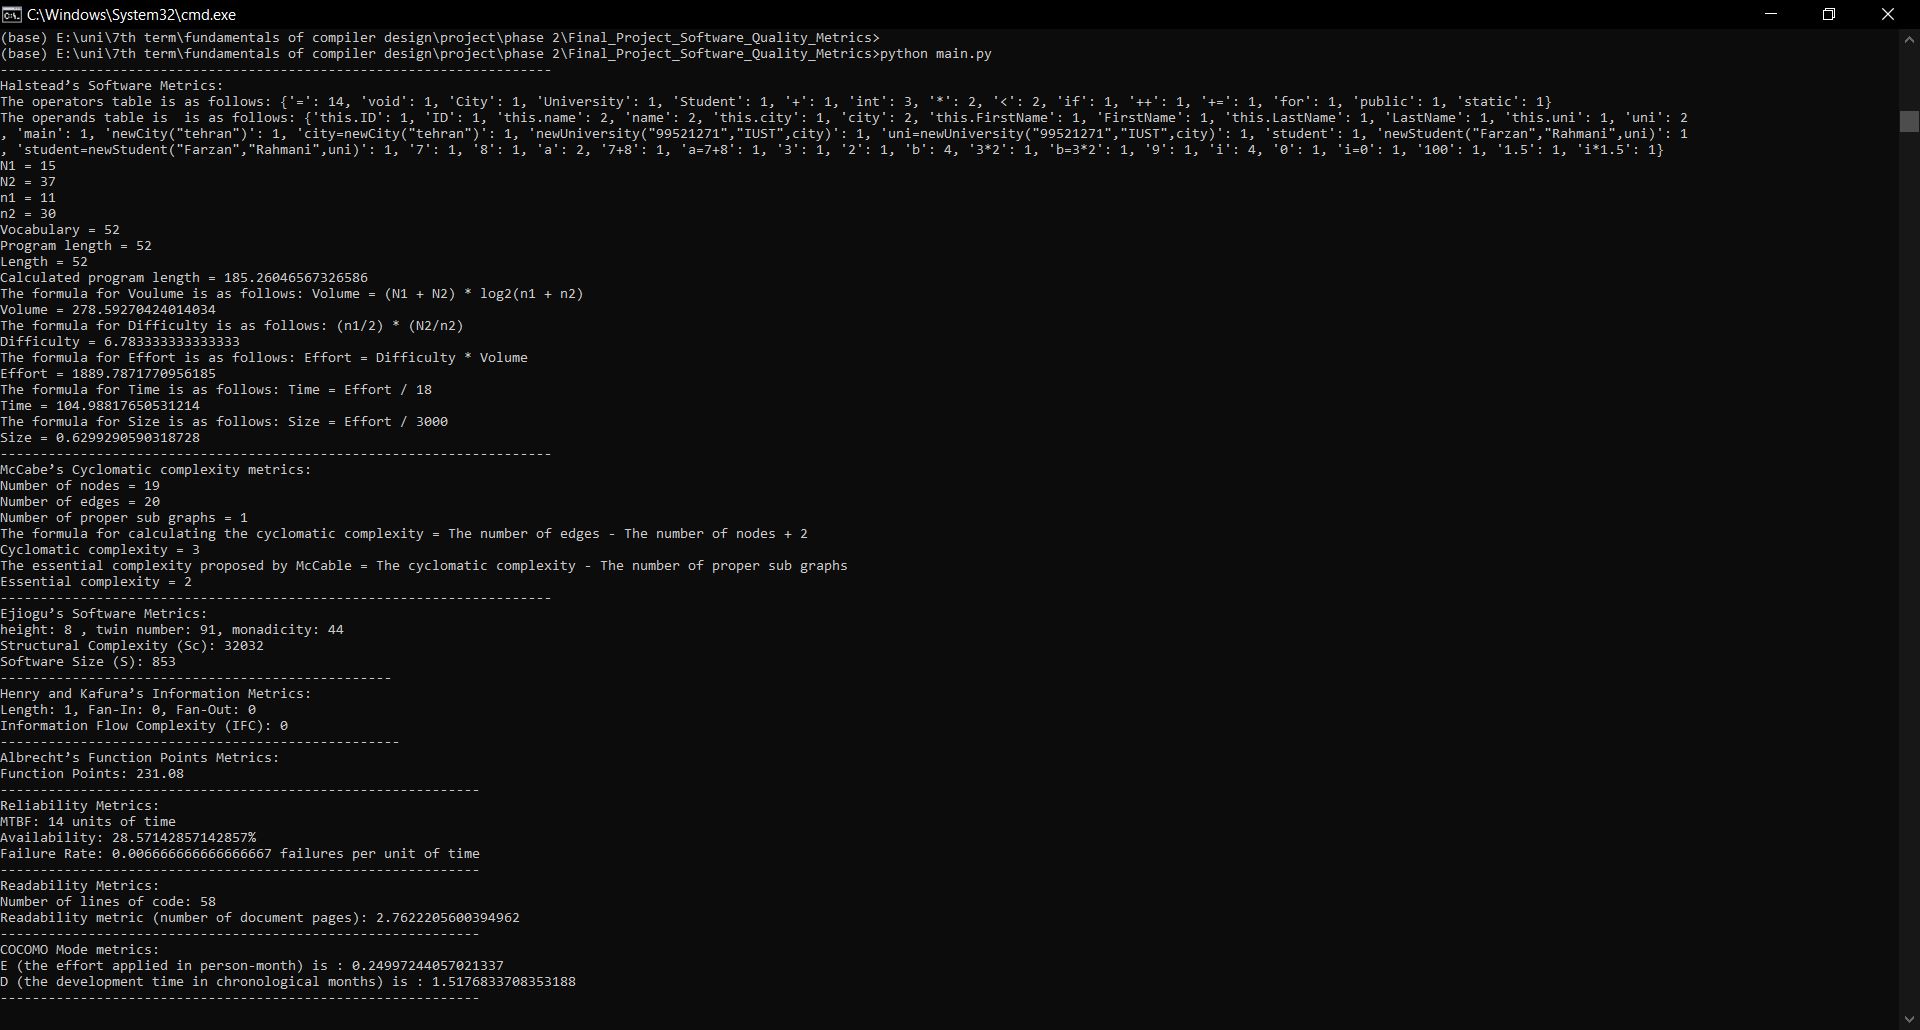 C:\Windows\System32\cmd.exe
(base) E:\uni\7th term\fundamentals of compiler design\project\phase 2\Final_Project_Software_Quality_Metrics>
(base) E:\uni\7th term\fundamentals of compiler design\project\phase 2\Final_Project_Software_Quality_Metrics>python main.py
---------------------------------------------------------------------
Halstead’s Software Metrics:
The operators table is as follows: {'=': 14, 'void': 1, 'City': 1, 'University': 1, 'Student': 1, '+': 1, 'int': 3, '*': 2, '<': 2, 'if': 1, '++': 1, '+=': 1, 'for': 1, 'public': 1, 'static': 1}
The operands table is  is as follows: {'this.ID': 1, 'ID': 1, 'this.name': 2, 'name': 2, 'this.city': 1, 'city': 2, 'this.FirstName': 1, 'FirstName': 1, 'this.LastName': 1, 'LastName': 1, 'this.uni': 1, 'uni': 2
, 'main': 1, 'newCity("tehran")': 1, 'city=newCity("tehran")': 1, 'newUniversity("99521271","IUST",city)': 1, 'uni=newUniversity("99521271","IUST",city)': 1, 'student': 1, 'newStudent("Farzan","Rahmani",uni)': 1
, 'student=newStudent("Farzan","Rahmani",uni)': 1, '7': 1, '8': 1, 'a': 2, '7+8': 1, 'a=7+8': 1, '3': 1, '2': 1, 'b': 4, '3*2': 1, 'b=3*2': 1, '9': 1, 'i': 4, '0': 1, 'i=0': 1, '100': 1, '1.5': 1, 'i*1.5': 1}
N1 = 15
N2 = 37
n1 = 11
n2 = 30
Vocabulary = 52
Program length = 52
Length = 52
Calculated program length = 185.26046567326586
The formula for Voulume is as follows: Volume = (N1 + N2) * log2(n1 + n2)
Volume = 278.59270424014034
The formula for Difficulty is as follows: (n1/2) * (N2/n2)
Difficulty = 6.783333333333333
The formula for Effort is as follows: Effort = Difficulty * Volume
Effort = 1889.7871770956185
The formula for Time is as follows: Time = Effort / 18
Time = 104.98817650531214
The formula for Size is as follows: Size = Effort / 3000
Size = 0.6299290590318728
---------------------------------------------------------------------
McCabe’s Cyclomatic complexity metrics:
Number of nodes = 19
Number of edges = 20
Number of proper sub graphs = 1
The formula for calculating the cyclomatic complexity = The number of edges - The number of nodes + 2
Cyclomatic complexity = 3
The essential complexity proposed by McCable = The cyclomatic complexity - The number of proper sub graphs
Essential complexity = 2
---------------------------------------------------------------------
Ejiogu’s Software Metrics:
height: 8 , twin number: 91, monadicity: 44
Structural Complexity (Sc): 32032
Software Size (S): 853
-------------------------------------------------
Henry and Kafura’s Information Metrics:
Length: 1, Fan-In: 0, Fan-Out: 0
Information Flow Complexity (IFC): 0
--------------------------------------------------
Albrecht’s Function Points Metrics:
Function Points: 231.08
------------------------------------------------------------
Reliability Metrics:
MTBF: 14 units of time
Availability: 28.57142857142857%
Failure Rate: 0.006666666666666667 failures per unit of time
------------------------------------------------------------
Readability Metrics:
Number of lines of code: 58
Readability metric (number of document pages): 2.7622205600394962
------------------------------------------------------------
COCOMO Mode metrics:
E (the effort applied in person-month) is : 0.24997244057021337
D (the development time in chronological months) is : 1.5176833708353188
------------------------------------------------------------